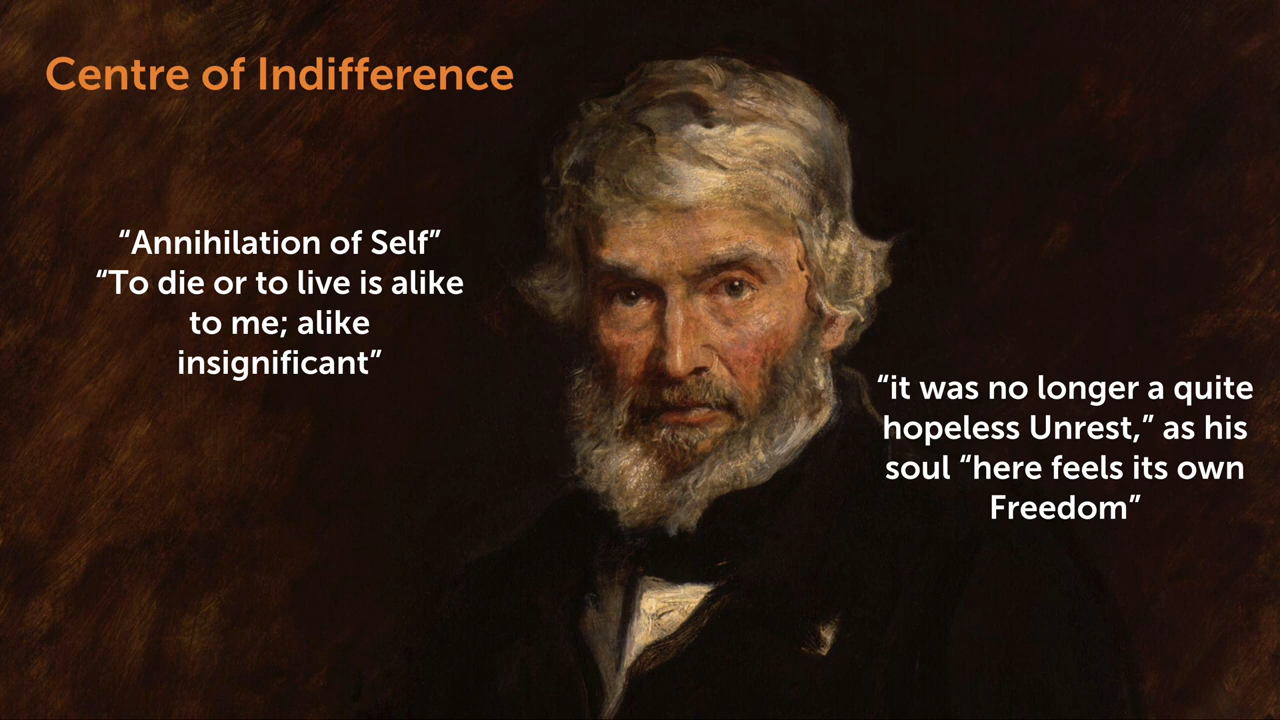 Centre of Indifference
“Annihilation of Self”
“To die or to live is alike
to me; alike
insignificant”
“it was no longer a quite
hopeless Unrest,” as his
soul “here feels its own
Freedom”